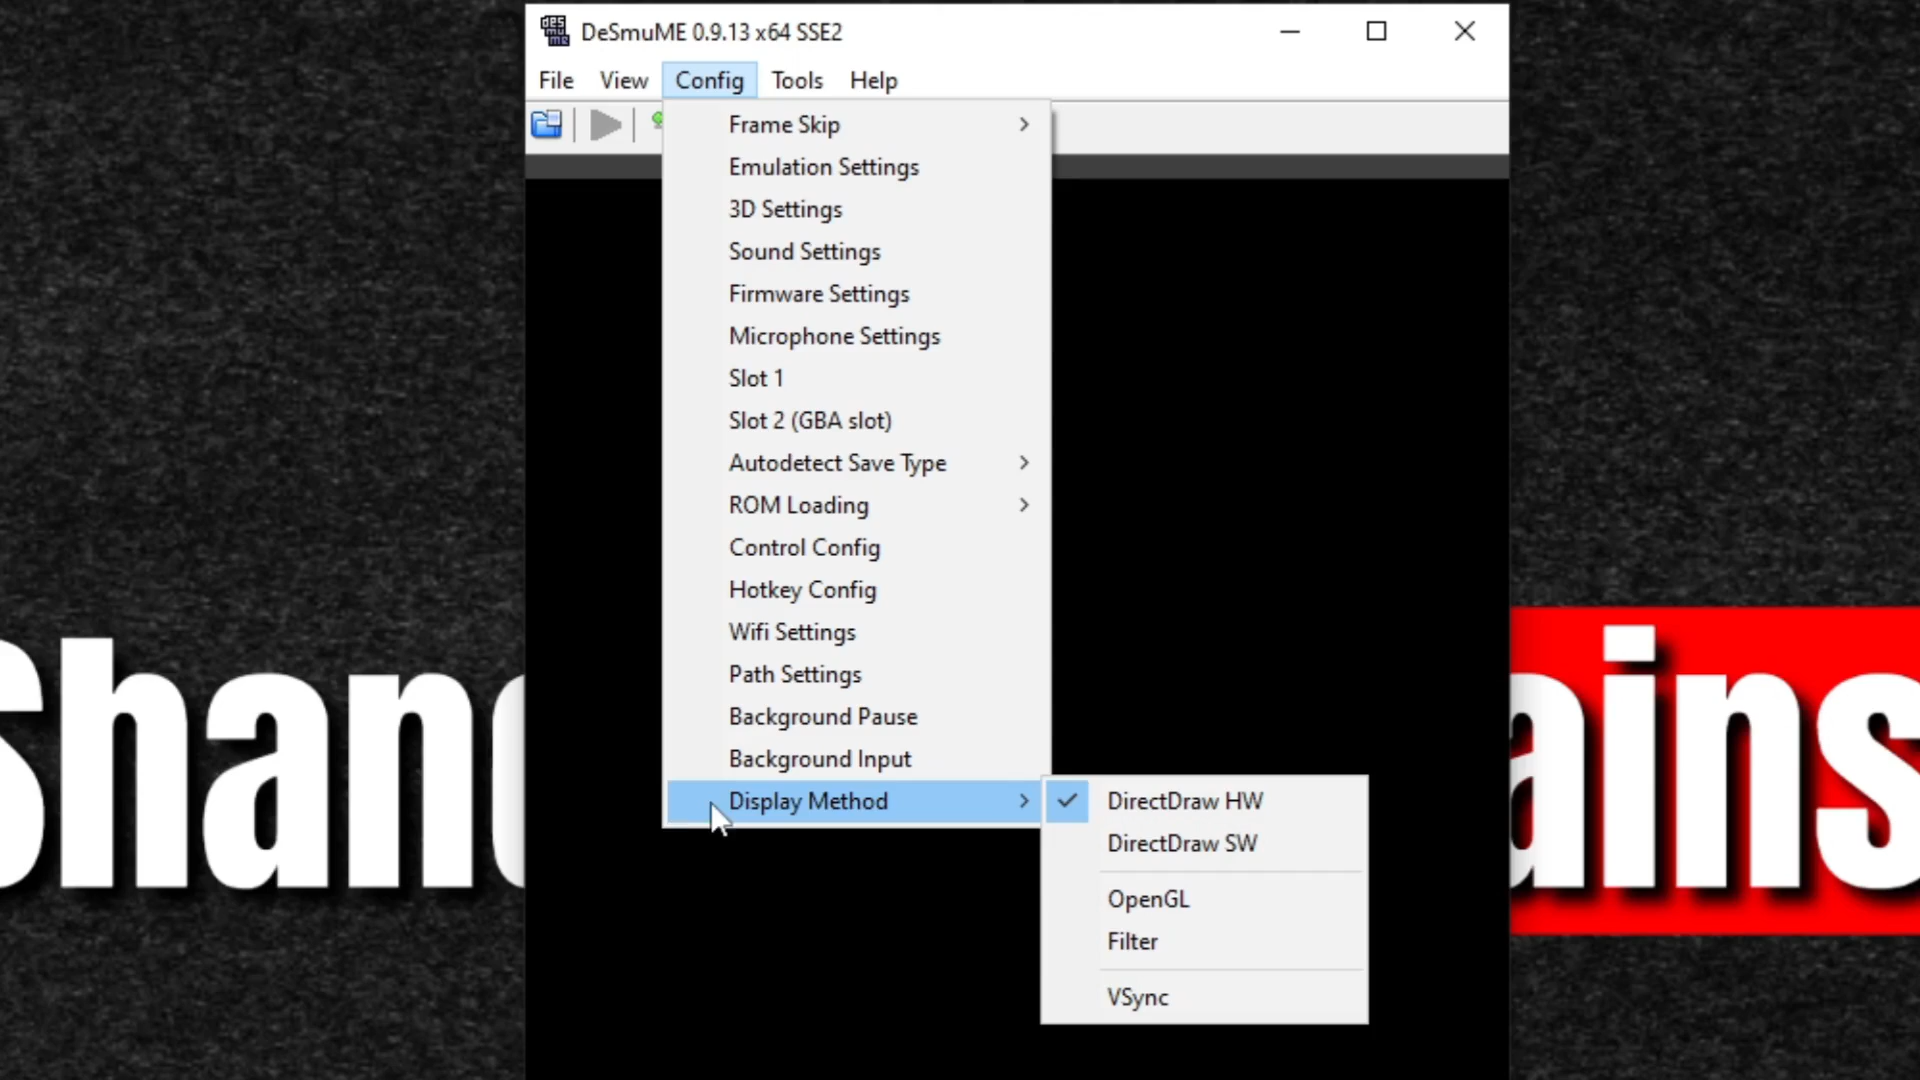 DeSmuME 0.9.13 x64 SSE2
File View Config Tools Help
Frame Skip
Emulation Settings
3D Settings
Sound Settings
Firmware Settings
Microphone Settings
Slot 1
Slot 2 (GBA slot)
Autodetect Save Type
ROM Loading
Control Config
Hotkey Config
Wifi Settings
Path Settings
Background Pause
Background Input
Display Method
DirectDraw HW
DirectDraw SW
OpenGL
Filter
VSync
Shan
ains